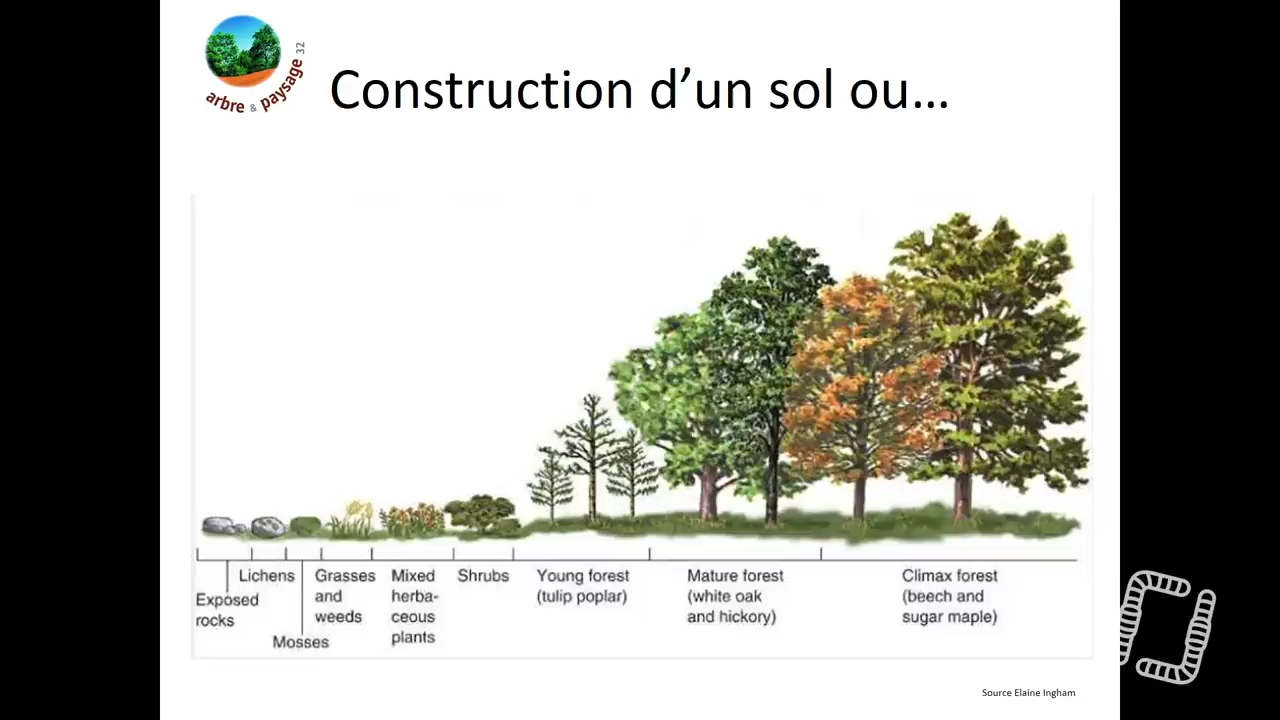 arbre & paysage 32
Construction d’un sol ou…
Exposed
rocks
Lichens
Mosses
Grasses
and
weeds
Mixed
herba-
ceous
plants
Shrubs
Young forest
(tulip poplar)
Mature forest
(white oak
and hickory)
Climax forest
(beech and
sugar maple)
Source Elaine Ingham